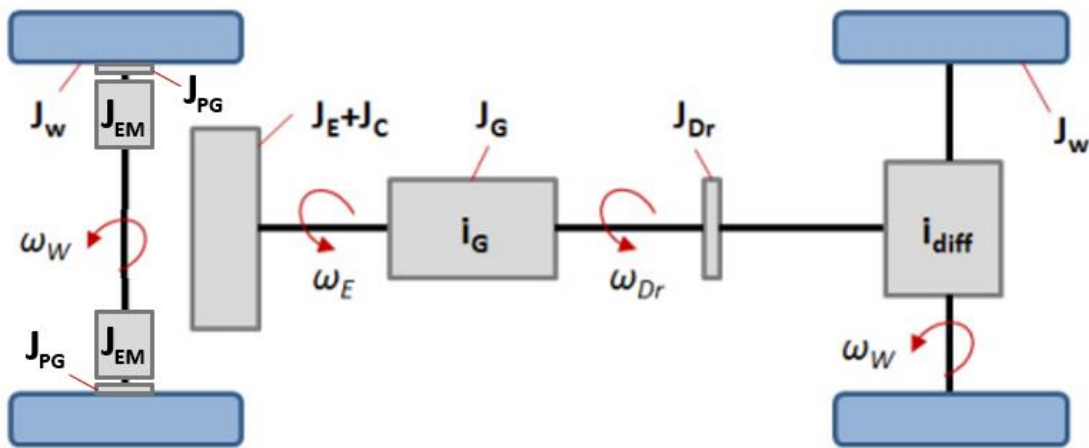 J_PG
J_w
J_EM
J_E+J_C
J_G
J_Dr
J_w
ω_W
i_G
i_diff
ω_E
ω_Dr
J_PG
J_EM
ω_W